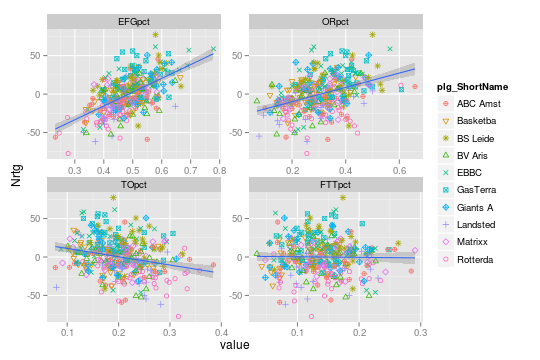 EFGpct ORpct
50
0
-50
0.3 0.4 0.5 0.6 0.7 0.8 0.2 0.4 0.6
TOpct FTTpct
50
0
-50
0.1 0.2 0.3 0.4 0.1 0.2 0.3
Nrtg
value
plg_ShortName
ABC Amst
Basketba
BS Leide
BV Aris
EBBC
GasTerra
Giants A
Landsted
Matrixx
Rotterda